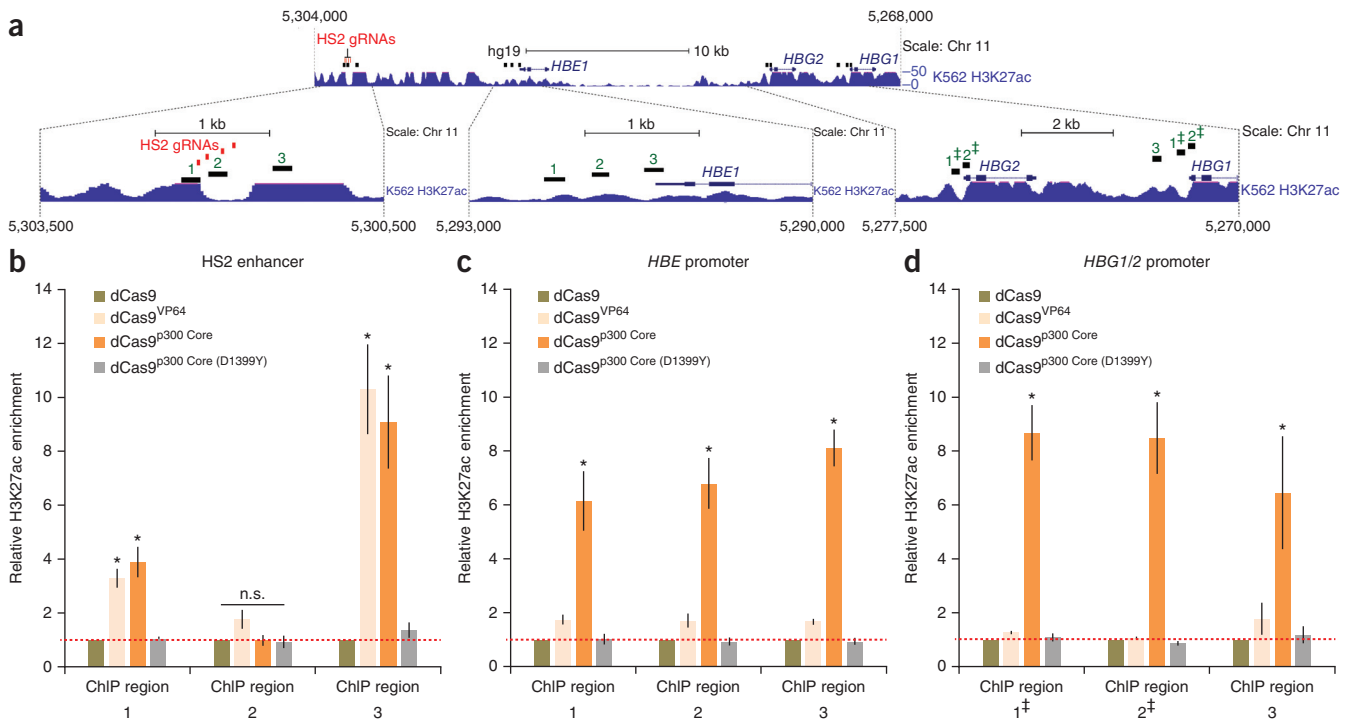 a
5,304,000
5,268,000
HS2 gRNAs
hg19
10 kb
Scale: Chr 11
HBE1
HBG2
HBG1
50
0
K562 H3K27ac
1 kb
Scale: Chr 11
HS2 gRNAs
1 2 3
K562 H3K27ac
5,303,500
5,300,500
1 kb
Scale: Chr 11
1 2 3
HBE1
K562 H3K27ac
5,293,000
5,290,000
2 kb
Scale: Chr 11
1‡ 2‡ HBG2
3 1‡ 2‡ HBG1
K562 H3K27ac
5,277,500
5,270,000
b
HS2 enhancer
Relative H3K27ac enrichment
14
12
10
8
6
4
2
0
dCas9
dCas9VP64
dCas9p300 Core
dCas9p300 Core (D1399Y)
* *
n.s.
* *
ChIP region 1
ChIP region 2
ChIP region 3
c
HBE promoter
Relative H3K27ac enrichment
14
12
10
8
6
4
2
0
dCas9
dCas9VP64
dCas9p300 Core
dCas9p300 Core (D1399Y)
*
*
*
ChIP region 1
ChIP region 2
ChIP region 3
d
HBG1/2 promoter
Relative H3K27ac enrichment
14
12
10
8
6
4
2
0
dCas9
dCas9VP64
dCas9p300 Core
dCas9p300 Core (D1399Y)
*
*
*
ChIP region 1‡
ChIP region 2‡
ChIP region 3